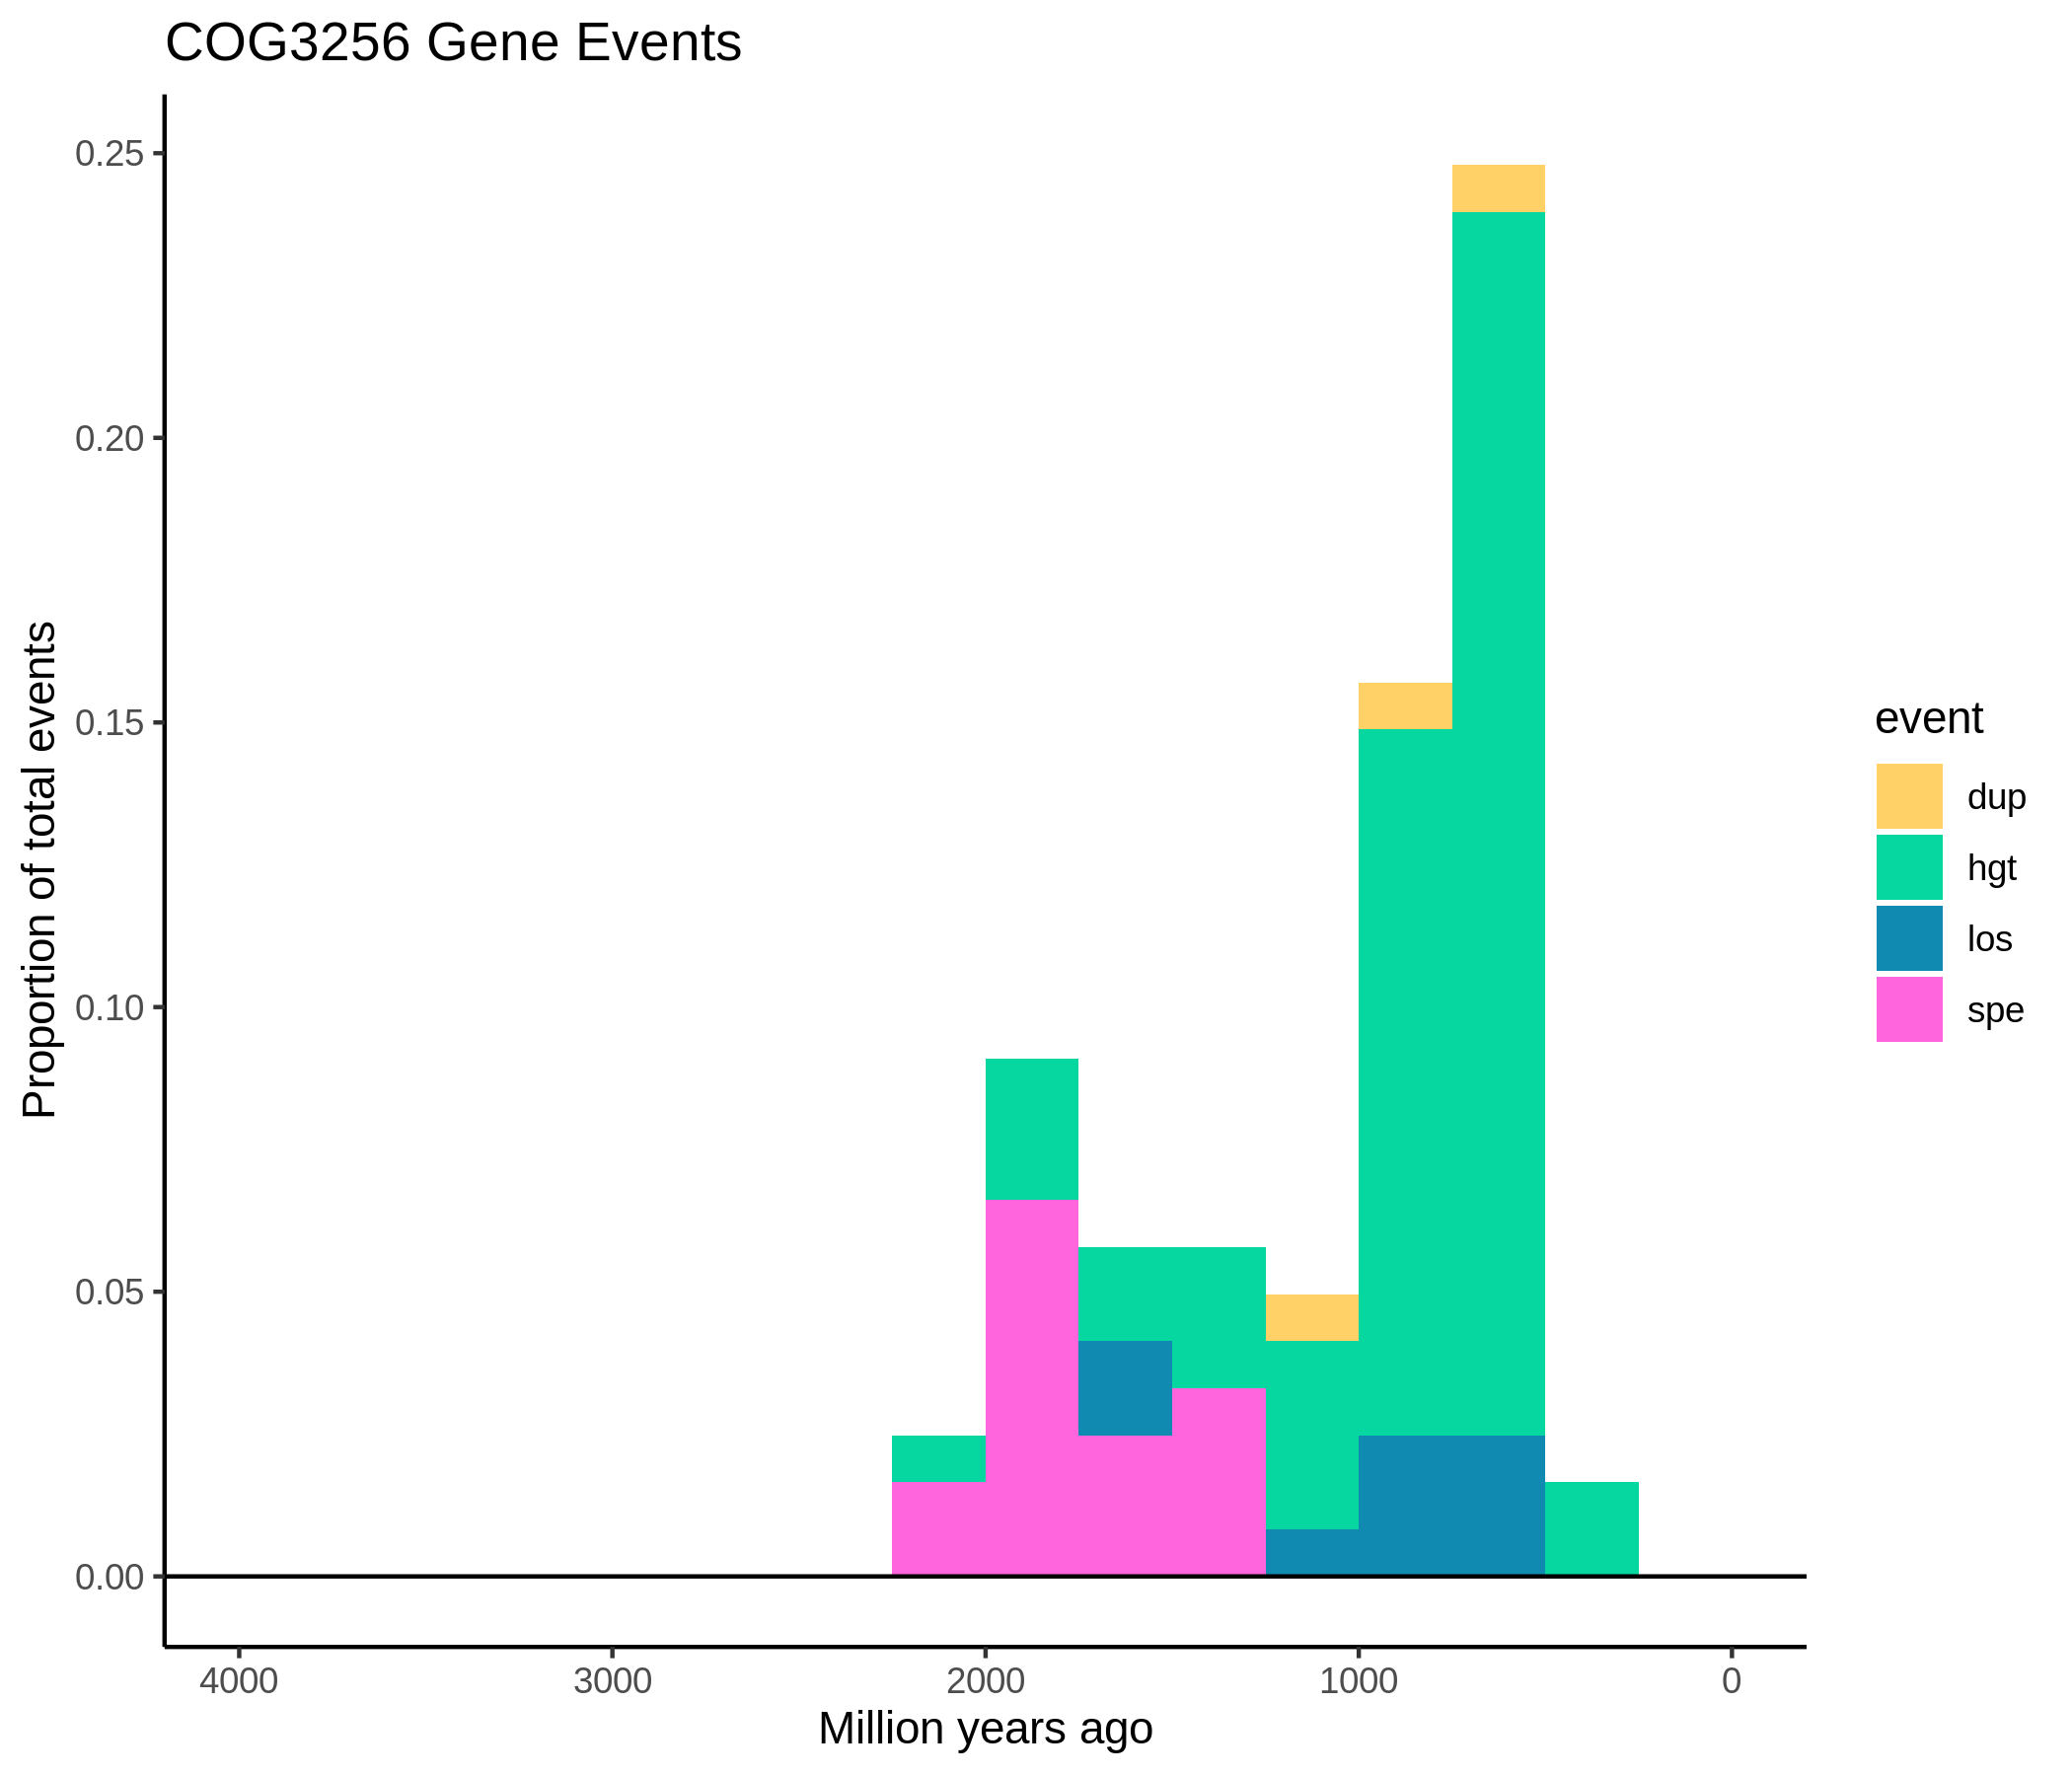 COG3256 Gene Events
Proportion of total events
0.25
0.20
0.15
0.10
0.05
0.00
4000 3000 2000 1000 0
Million years ago
event
dup
hgt
los
spe